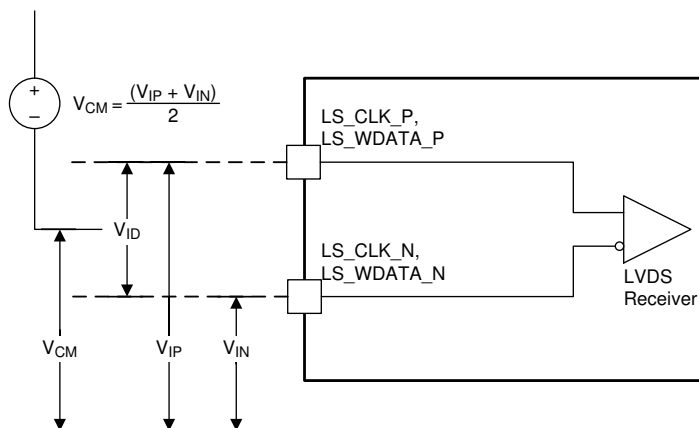 +
−
V_CM = (V_IP + V_IN) / 2
LS_CLK_P,
LS_WDATA_P
V_ID
LS_CLK_N,
LS_WDATA_N
LVDS
Receiver
V_CM
V_IP
V_IN